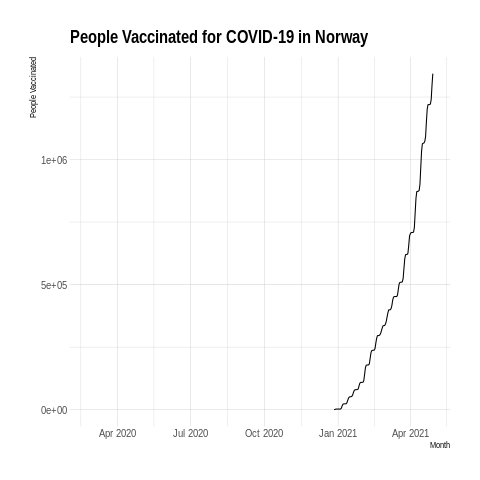 People Vaccinated for COVID-19 in Norway
People Vaccinated
1e+06
5e+05
0e+00
Apr 2020 Jul 2020 Oct 2020 Jan 2021 Apr 2021
Month